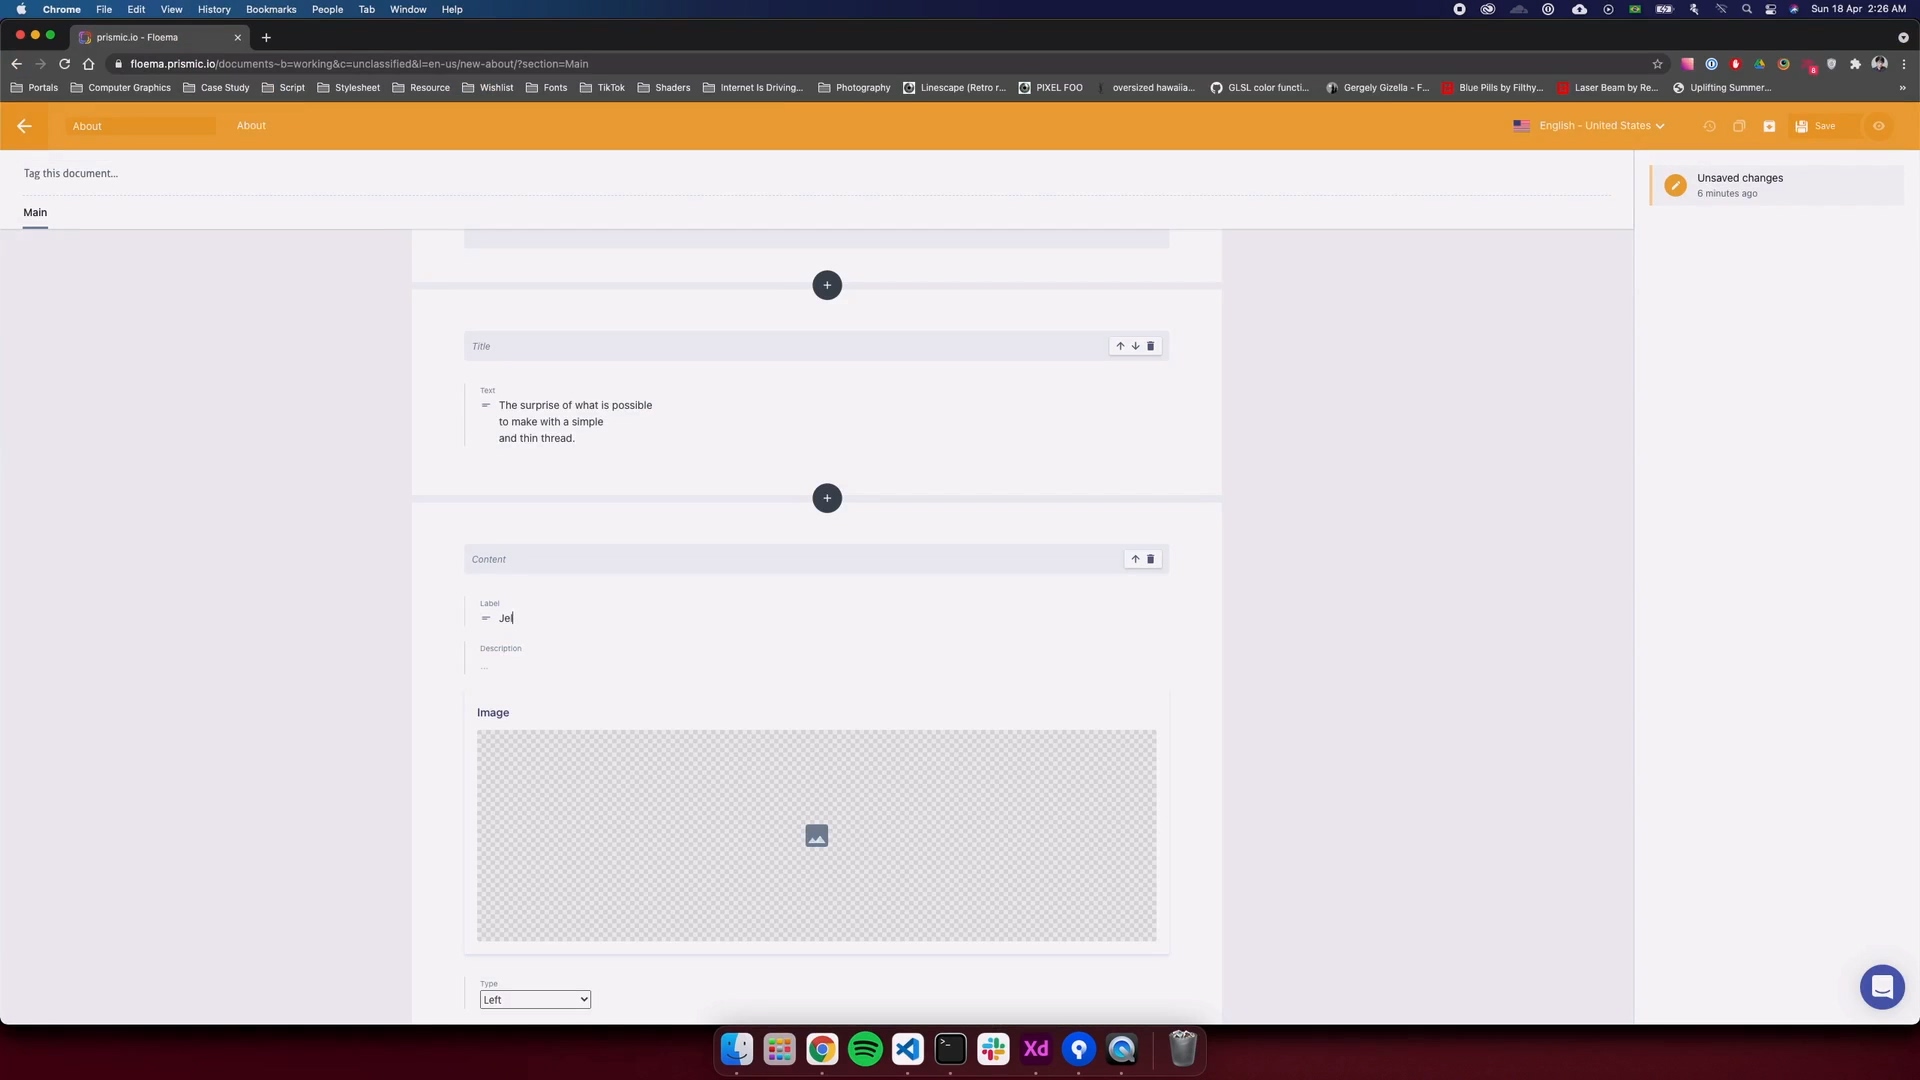 Chrome File Edit View History Bookmarks People Tab Window Help
Sun 18 Apr 2:26 AM
prismic.io - Floema
floema.prismic.io/documents~b=working&c=unclassified&l=en-us/new-about/?section=Main
Portals Computer Graphics Case Study Script Stylesheet Resource Wishlist Fonts TikTok Shaders Internet Is Driving... Photography Linescape (Retro r... PIXEL FOO oversized hawaiia... GLSL color functi... Gergely Gizella - F... Blue Pills by Filthy... Laser Beam by Re... Uplifting Summer... »
About About English - United States Save
Tag this document...
Unsaved changes
6 minutes ago
Main
Title
Text
The surprise of what is possible
to make with a simple
and thin thread.
Content
Label
Jel
Description
...
Image
Type
Left
Xd